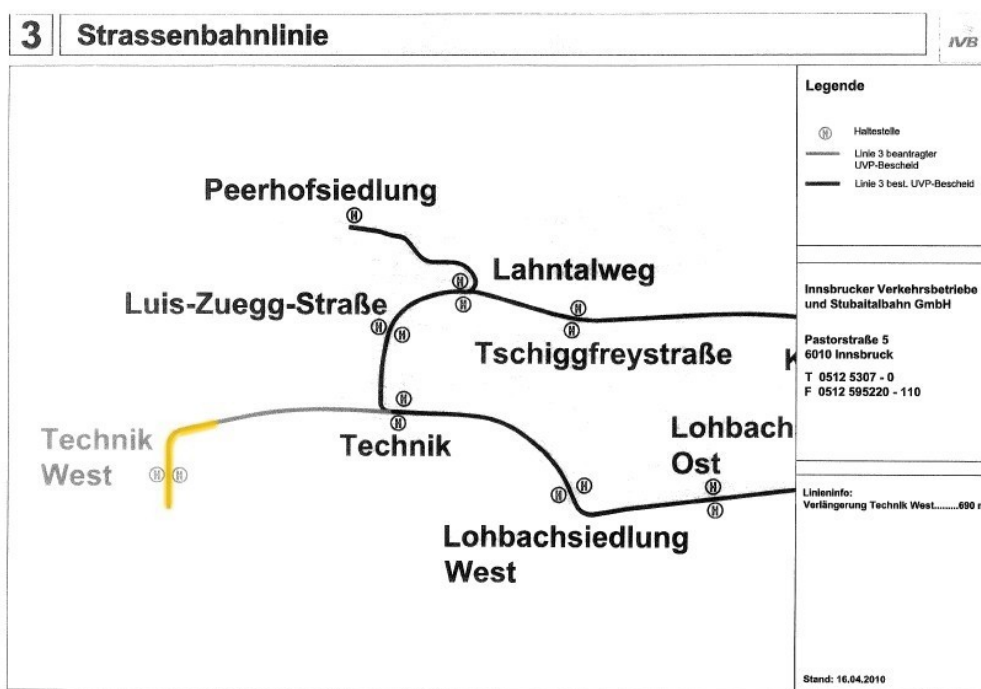 3
Strassenbahnlinie
IVB
Peerhofsiedlung
Lahntalweg
Luis-Zuegg-Straße
Tschiggfreystraße
K
Technik
West
Technik
Lohbach
Ost
Lohbachsiedlung
West
Legende
H Haltestelle
Linie 3 beantragter
UVP-Bescheid
Linie 3 best. UVP-Bescheid
Innsbrucker Verkehrsbetriebe
und Stubaitalbahn GmbH
Pastorstraße 5
6010 Innsbruck
T 0512 5307 - 0
F 0512 595220 - 110
Linieninfo:
Verlängerung Technik West.........690 m
Stand: 16.04.2010